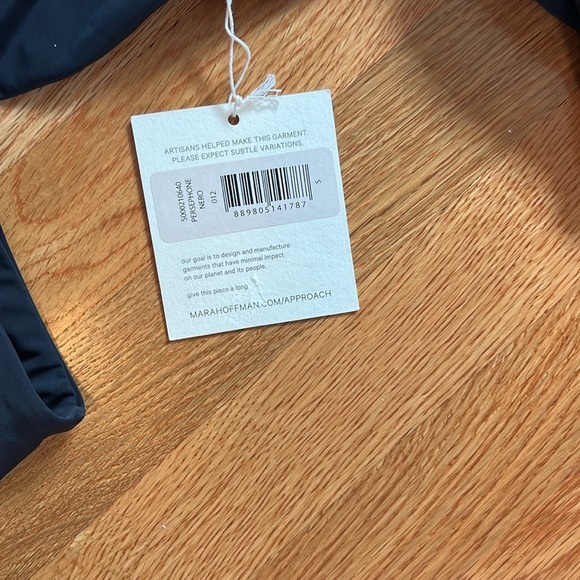 ARTISANS HELPED MAKE THIS GARMENT.
PLEASE EXPECT SUBTLE VARIATIONS.
S000210640
PERSEPHONE
NERO
012
889805141787
S
our goal is to design and manufacture
garments that have minimal impact
on our planet and its people.
give this piece a long
MARAHOFFMAN.COM/APPROACH